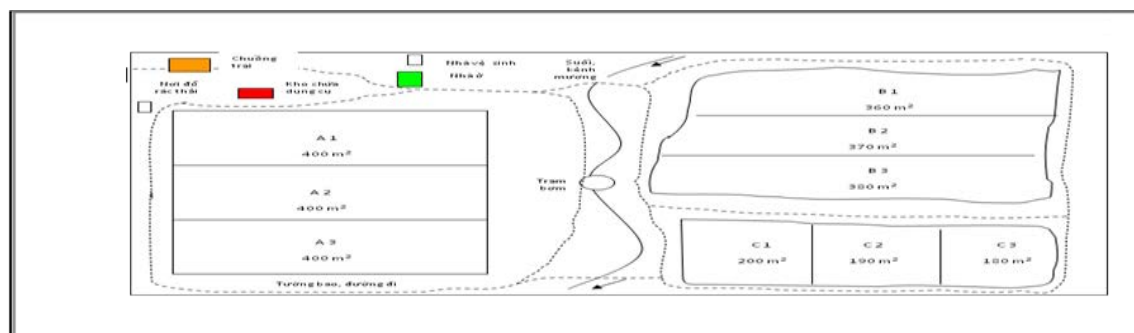 Chuồng trại
Nhà vệ sinh
Nhà ở
Suối, kênh mương
Nơi đổ rác thải
Kho chứa dụng cụ
A 1
400 m²
A 2
400 m²
A 3
400 m²
Tường bao, đường đi
Trạm bơm
B 1
360 m²
B 2
370 m²
B 3
380 m²
C 1
200 m²
C 2
190 m²
C 3
180 m²